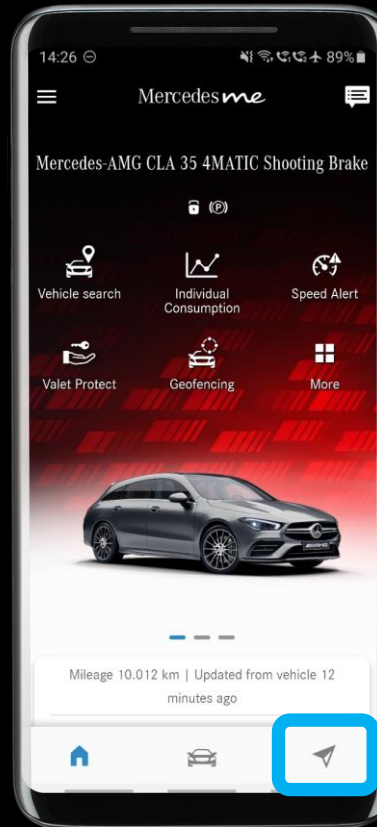 14:26 89%
Mercedes me
Mercedes-AMG CLA 35 4MATIC Shooting Brake
(P)
Vehicle search
Individual
Consumption
Speed Alert
Valet Protect
Geofencing
More
Mileage 10.012 km | Updated from vehicle 12
minutes ago